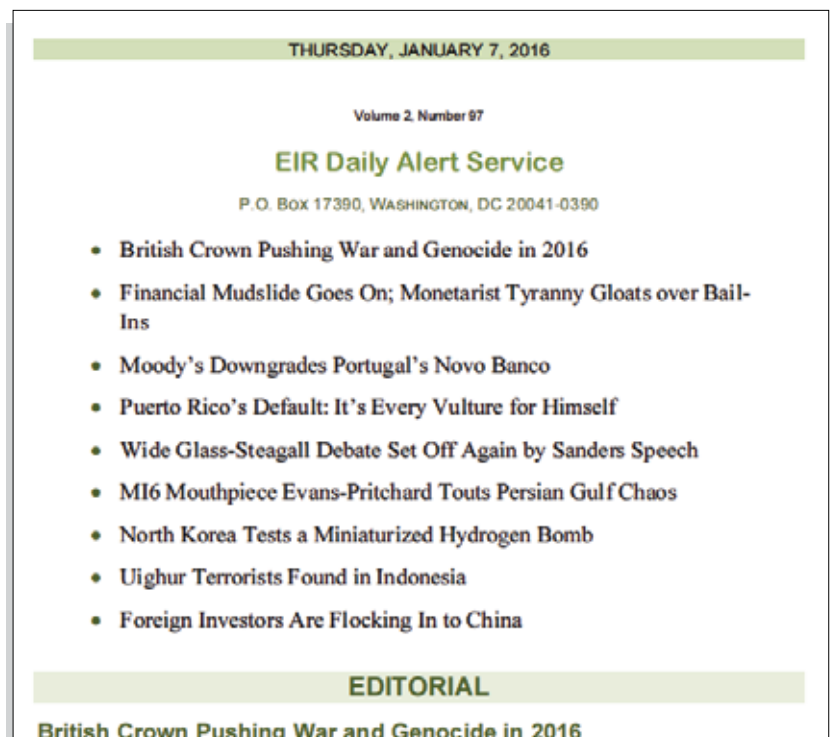 THURSDAY, JANUARY 7, 2016
Volume 2, Number 97
EIR Daily Alert Service
P.O. BOX 17390, WASHINGTON, DC 20041-0390
• British Crown Pushing War and Genocide in 2016
• Financial Mudslide Goes On; Monetarist Tyranny Gloats over Bail-
Ins
• Moody's Downgrades Portugal's Novo Banco
• Puerto Rico's Default: It's Every Vulture for Himself
• Wide Glass-Steagall Debate Set Off Again by Sanders Speech
• MI6 Mouthpiece Evans-Pritchard Touts Persian Gulf Chaos
• North Korea Tests a Miniaturized Hydrogen Bomb
• Uighur Terrorists Found in Indonesia
• Foreign Investors Are Flocking In to China
EDITORIAL
British Crown Pushing War and Genocide in 2016